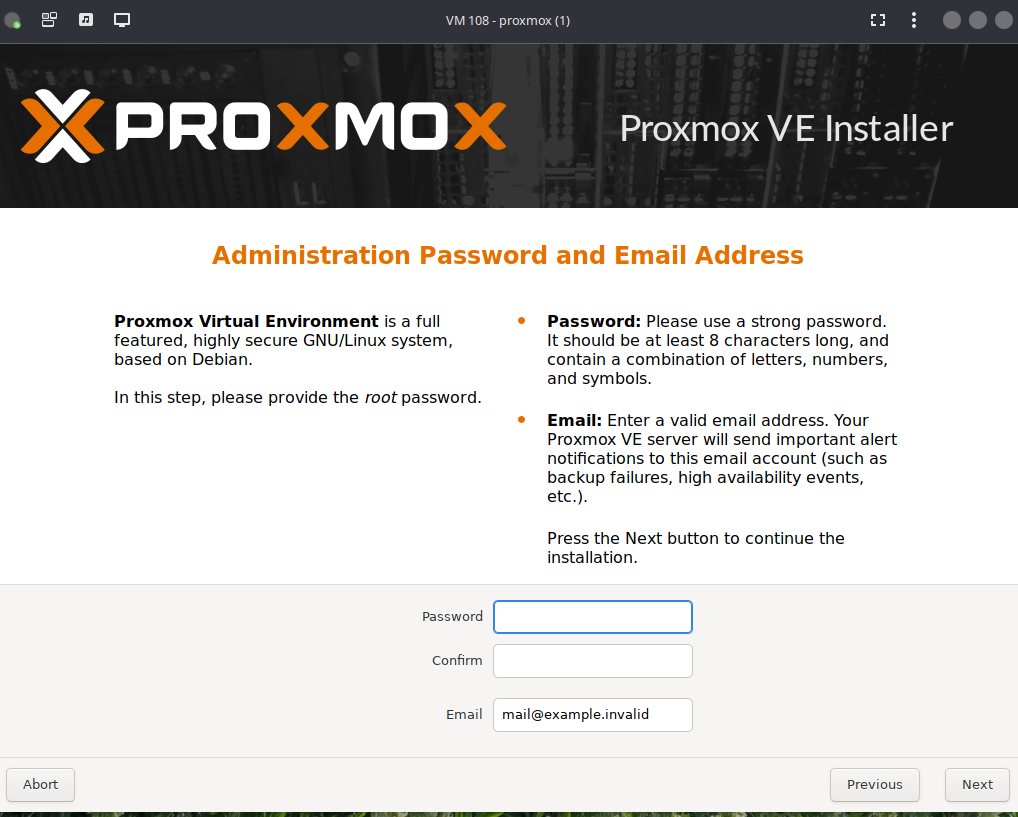 VM 108 - proxmox (1)
PROXMOX
Proxmox VE Installer
Administration Password and Email Address
Proxmox Virtual Environment is a full
featured, highly secure GNU/Linux system,
based on Debian.
In this step, please provide the root password.
• Password: Please use a strong password.
It should be at least 8 characters long, and
contain a combination of letters, numbers,
and symbols.
• Email: Enter a valid email address. Your
Proxmox VE server will send important alert
notifications to this email account (such as
backup failures, high availability events,
etc.).
Press the Next button to continue the
installation.
Password
Confirm
Email mail@example.invalid
Abort Previous Next